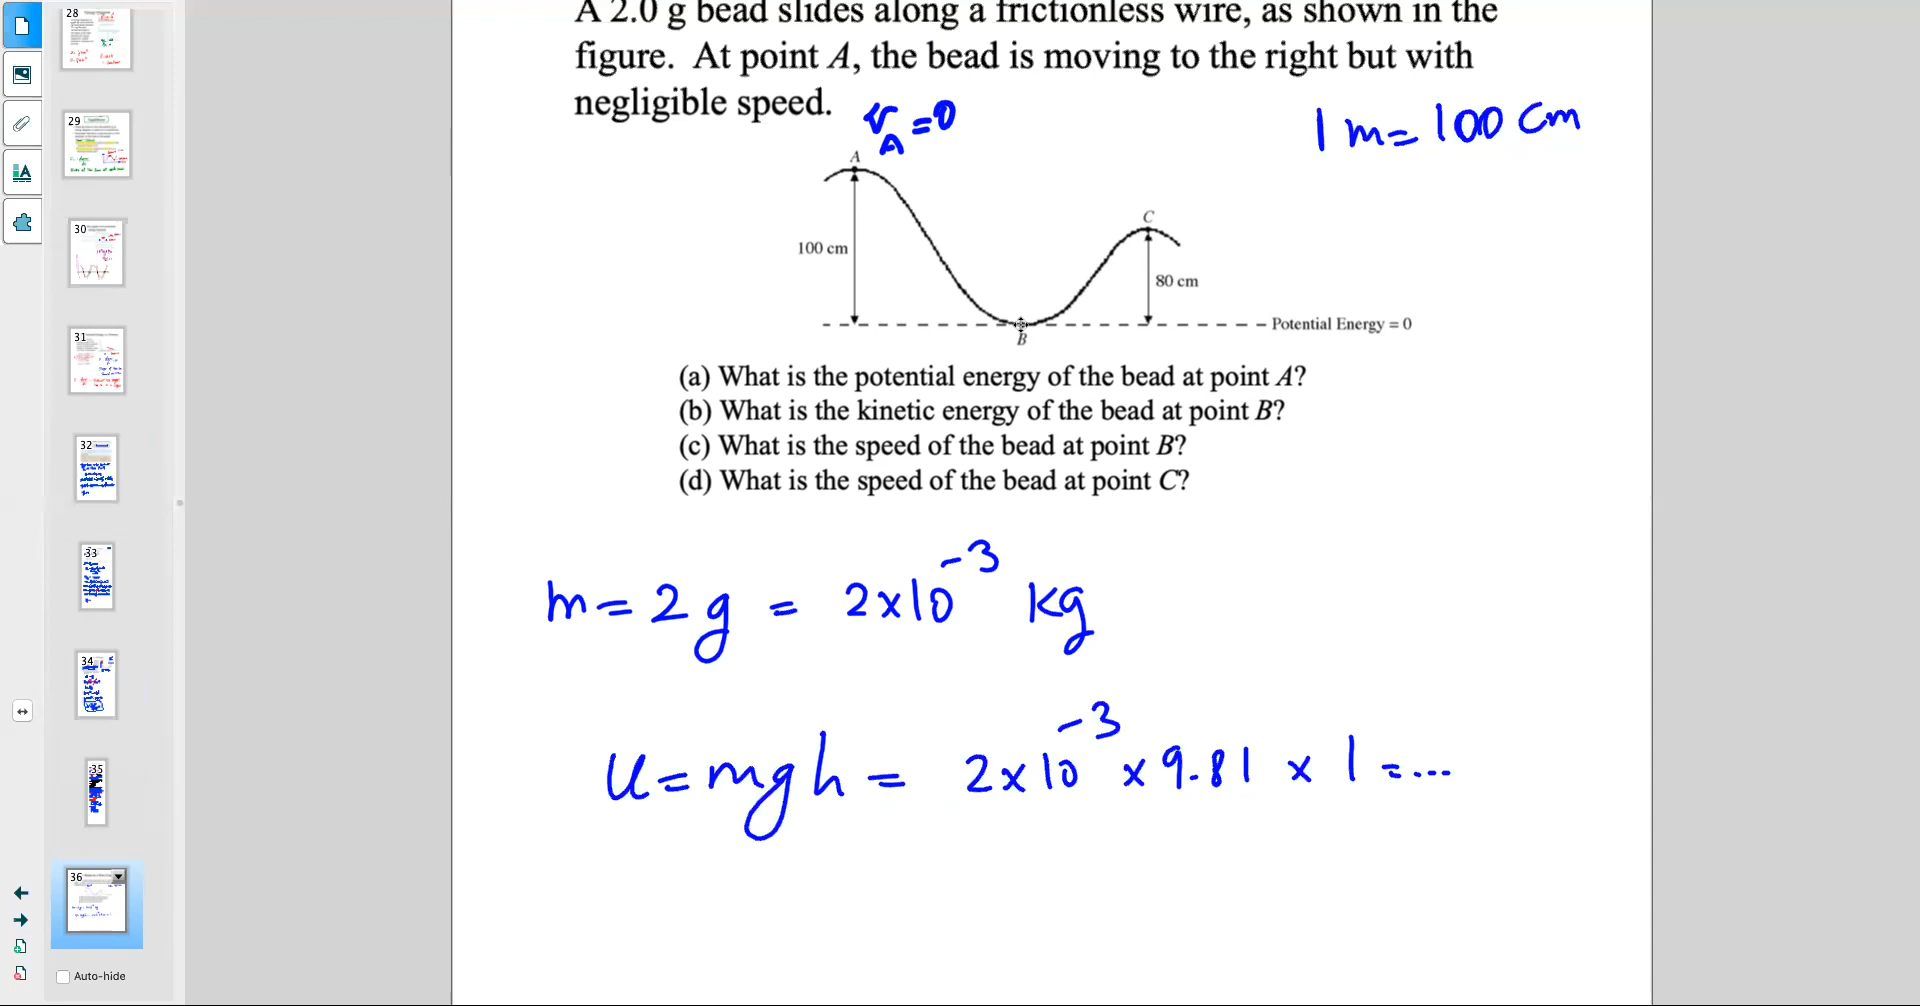 28
29
30
31
32
33
34
35
36
Auto-hide
A 2.0 g bead slides along a frictionless wire, as shown in the
figure. At point A, the bead is moving to the right but with
negligible speed.
v_A=0
1 m= 100 cm
A
C
100 cm
80 cm
Potential Energy = 0
B
(a) What is the potential energy of the bead at point A?
(b) What is the kinetic energy of the bead at point B?
(c) What is the speed of the bead at point B?
(d) What is the speed of the bead at point C?
m = 2 g = 2×10⁻³ kg
U = mgh = 2×10⁻³ × 9.81 × 1 = ...